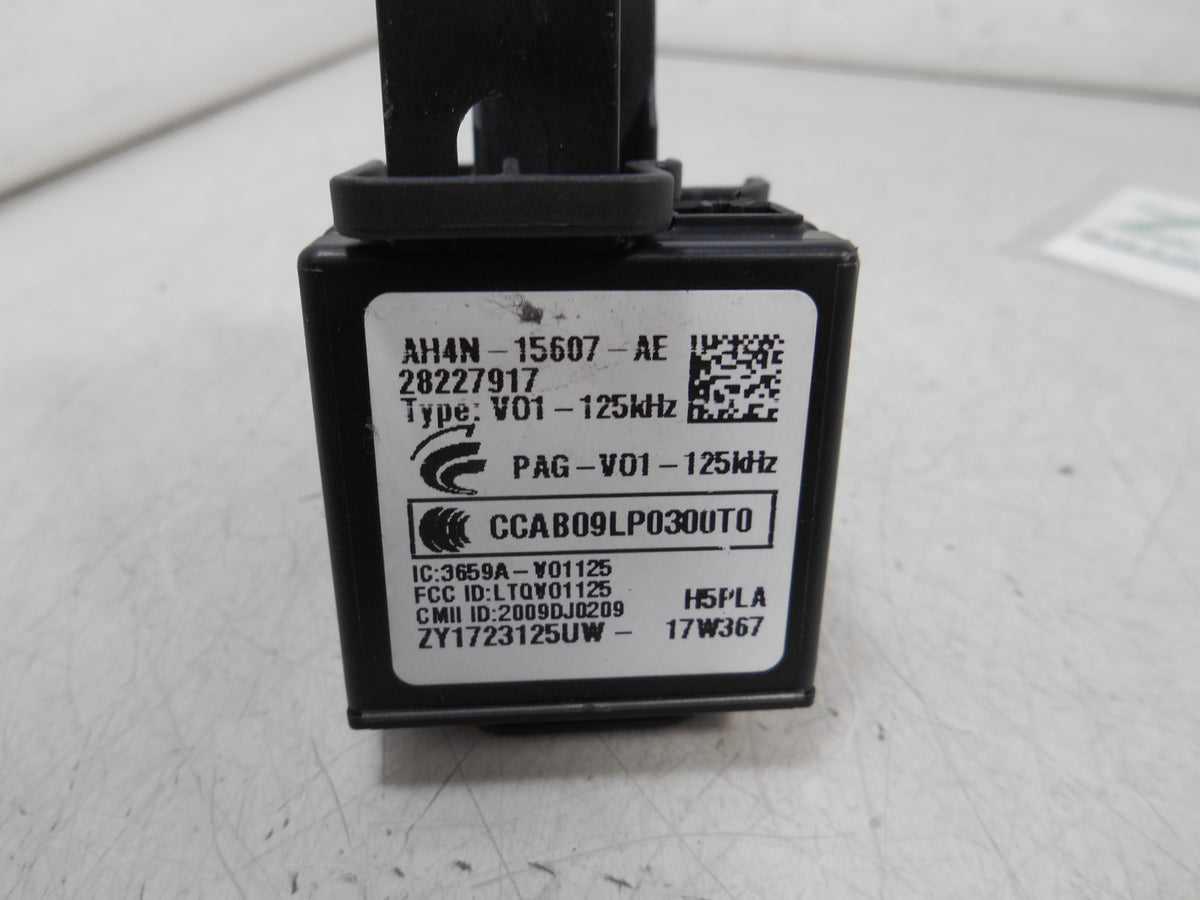 AH4N-15607-AE
28227917
Type: V01-125kHz
PAG-V01-125kHz
CCAB09LP0300T0
IC:3659A-V01125
FCC ID:LTQV01125
CMII ID:2009DJ0209
H5PLA
ZY1723125UW- 17W367